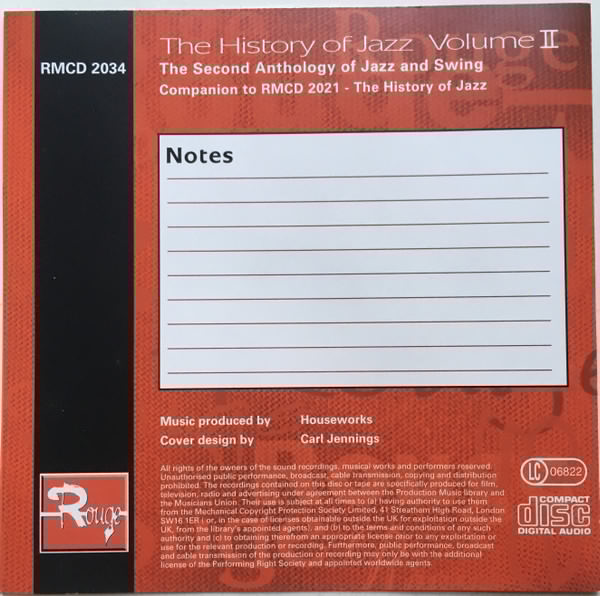 RMCD 2034
The History of Jazz Volume II
The Second Anthology of Jazz and Swing
Companion to RMCD 2021 - The History of Jazz
Notes
Music produced by Houseworks
Cover design by Carl Jennings
All rights of the owners of the sound recordings, musical works and performers reserved.
Unauthorised public performance, broadcast, cable transmission, copying and distribution
prohibited. The recordings contained on this disc or tape are specifically produced for film,
television, radio and advertising under agreement between the Production Music library and
the Musicians Union. Their use is subject at all times to (a) having authority to use them
from the Mechanical Copyright Protection Society Limited, 41 Streatham High Road, London
SW16 1ER ( or, in the case of licenses obtainable outside the UK for exploitation outside the
UK, from the library's appointed agents), and (b) to the terms and conditions of any such
authority and (c) to obtaining therefrom an appropriate license prior to any exploitation or
use for the relevant production or recording. Furthermore, public performance, broadcast
and cable transmission of the production or recording may only be with the additional
license of the Performing Right Society and appointed worldwide agents.
LC 06822
COMPACT
disc
DIGITAL AUDIO
Rouge